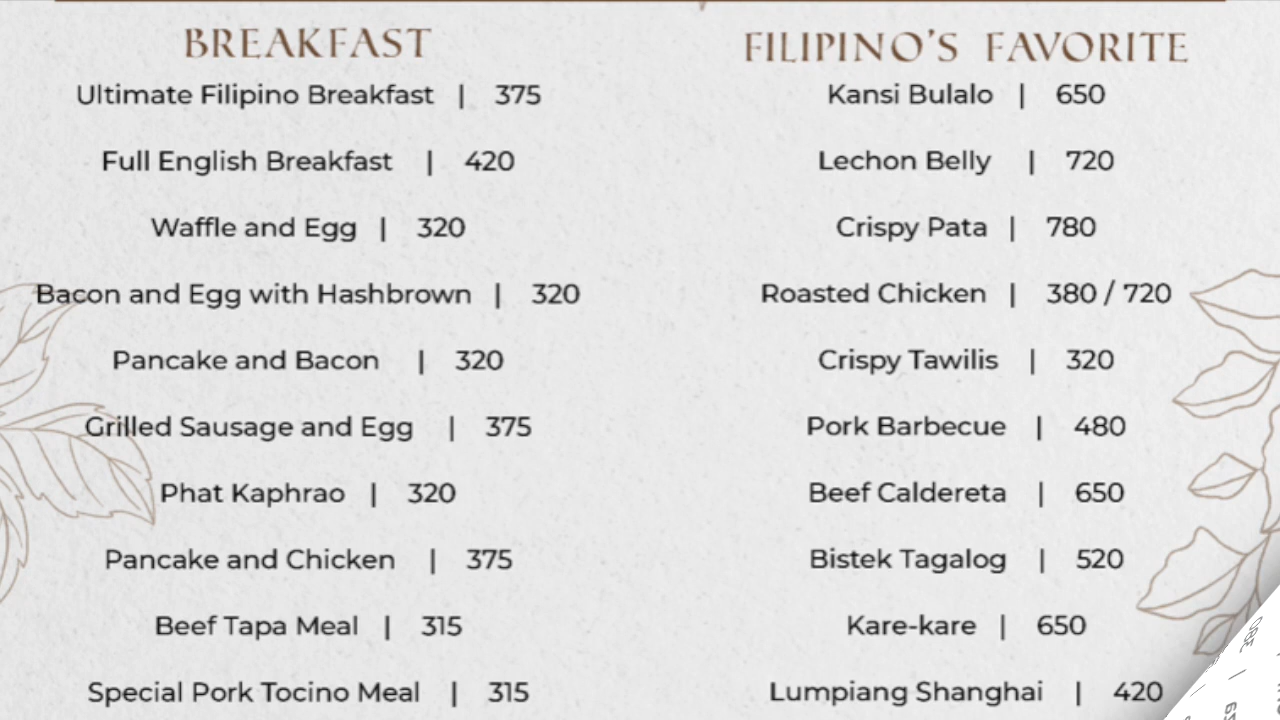 BREAKFAST
Ultimate Filipino Breakfast | 375
Full English Breakfast | 420
Waffle and Egg | 320
Bacon and Egg with Hashbrown | 320
Pancake and Bacon | 320
Grilled Sausage and Egg | 375
Phat Kaphrao | 320
Pancake and Chicken | 375
Beef Tapa Meal | 315
Special Pork Tocino Meal | 315
FILIPINO'S FAVORITE
Kansi Bulalo | 650
Lechon Belly | 720
Crispy Pata | 780
Roasted Chicken | 380 / 720
Crispy Tawilis | 320
Pork Barbecue | 480
Beef Caldereta | 650
Bistek Tagalog | 520
Kare-kare | 650
Lumpiang Shanghai | 420